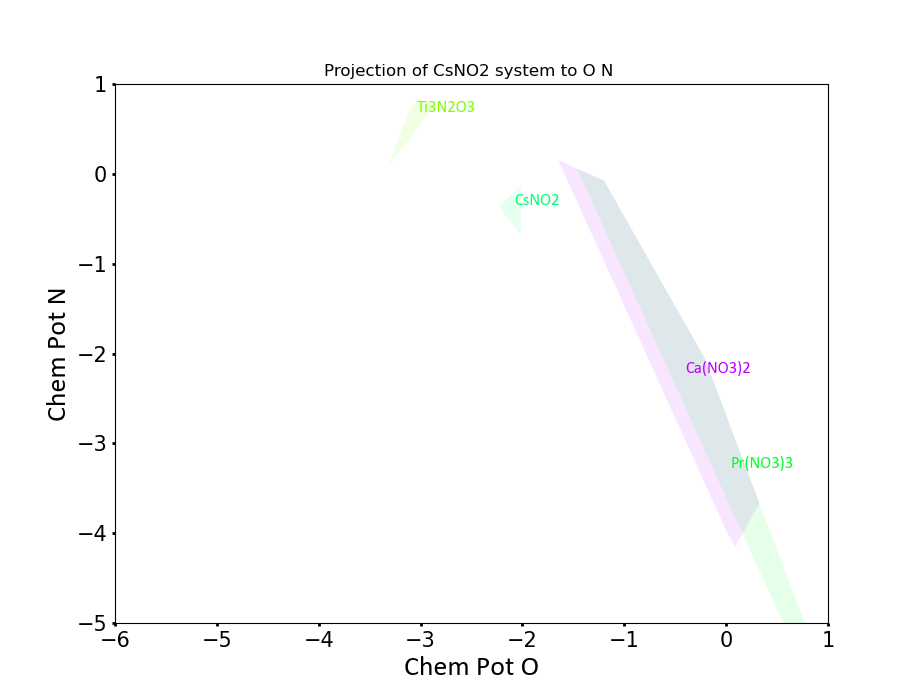 Projection of CsNO2 system to O N
1
Ti3N2O3
0
CsNO2
−1
Chem Pot N
−2
Ca(NO3)2
−3
Pr(NO3)3
−4
−5
−6 −5 −4 −3 −2 −1 0 1
Chem Pot O